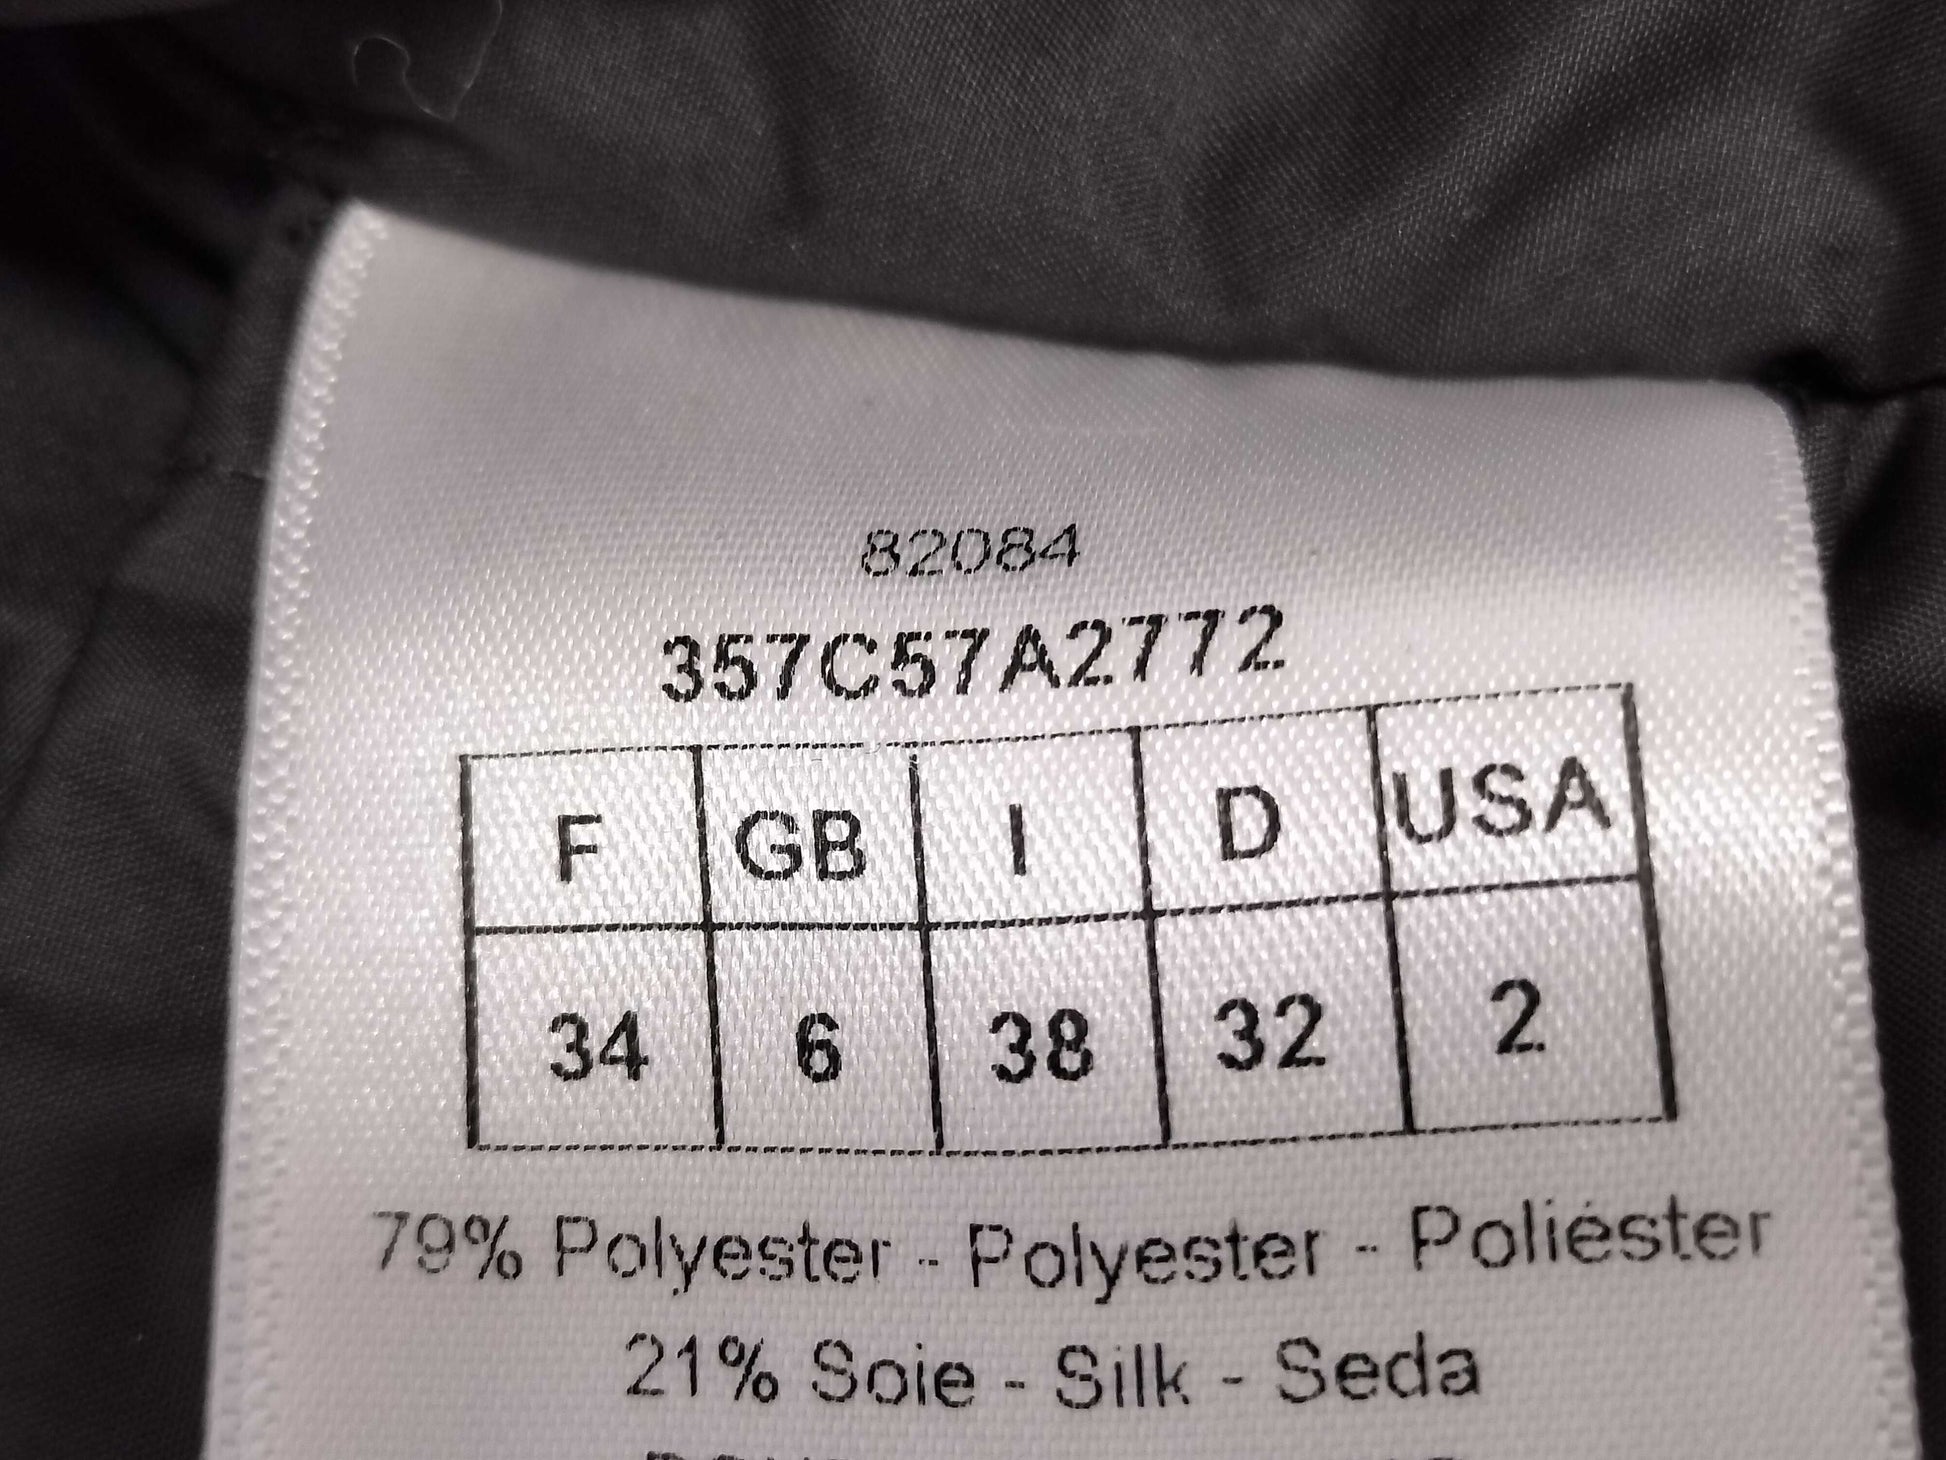 82084
357C57A2772
F GB I D USA
34 6 38 32 2
79% Polyester - Polyester - Poliéster
21% Soie - Silk - Seda